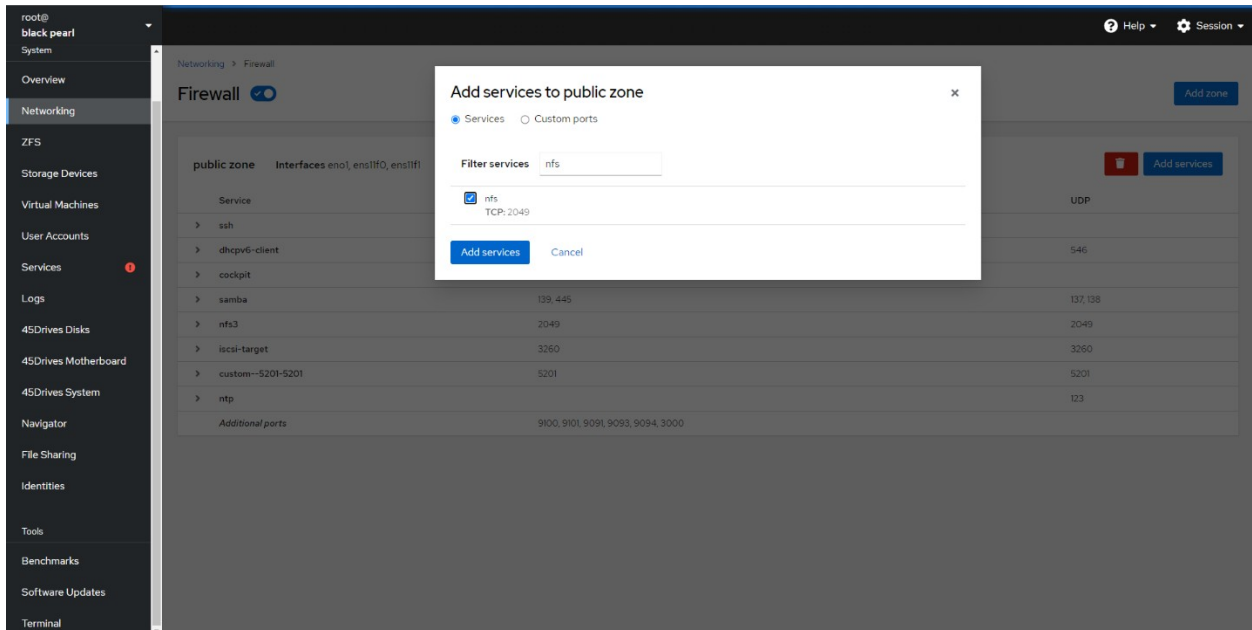 root@
black pearl
Help
Session
System
Overview
Networking
ZFS
Storage Devices
Virtual Machines
User Accounts
Services
Logs
45Drives Disks
45Drives Motherboard
45Drives System
Navigator
File Sharing
Identities
Tools
Benchmarks
Software Updates
Terminal
Networking > Firewall
Firewall
Add zone
public zone Interfaces eno1, ens11f0, ens11f1
Add services
Service UDP
ssh
dhcpv6-client 546
cockpit
samba 139, 445 137, 138
nfs3 2049 2049
iscsi-target 3260 3260
custom--5201-5201 5201 5201
ntp 123
Additional ports 9100, 9101, 9091, 9093, 9094, 3000
Add services to public zone
Services Custom ports
Filter services nfs
nfs
TCP: 2049
Add services Cancel